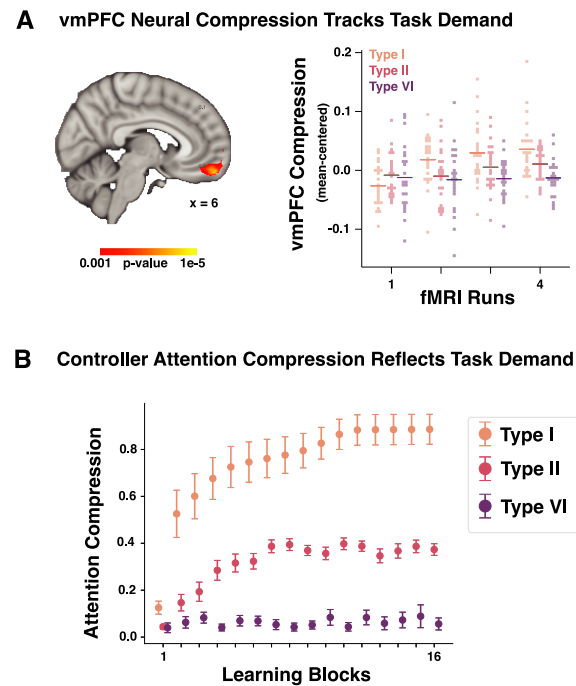 A vmPFC Neural Compression Tracks Task Demand
x = 6
0.001 p-value 1e-5
vmPFC Compression
(mean-centered)
0.2
0.1
0.0
-0.1
Type I
Type II
Type VI
1 4
fMRI Runs
B Controller Attention Compression Reflects Task Demand
Attention Compression
0.8
0.6
0.4
0.2
0.0
1 16
Learning Blocks
Type I
Type II
Type VI